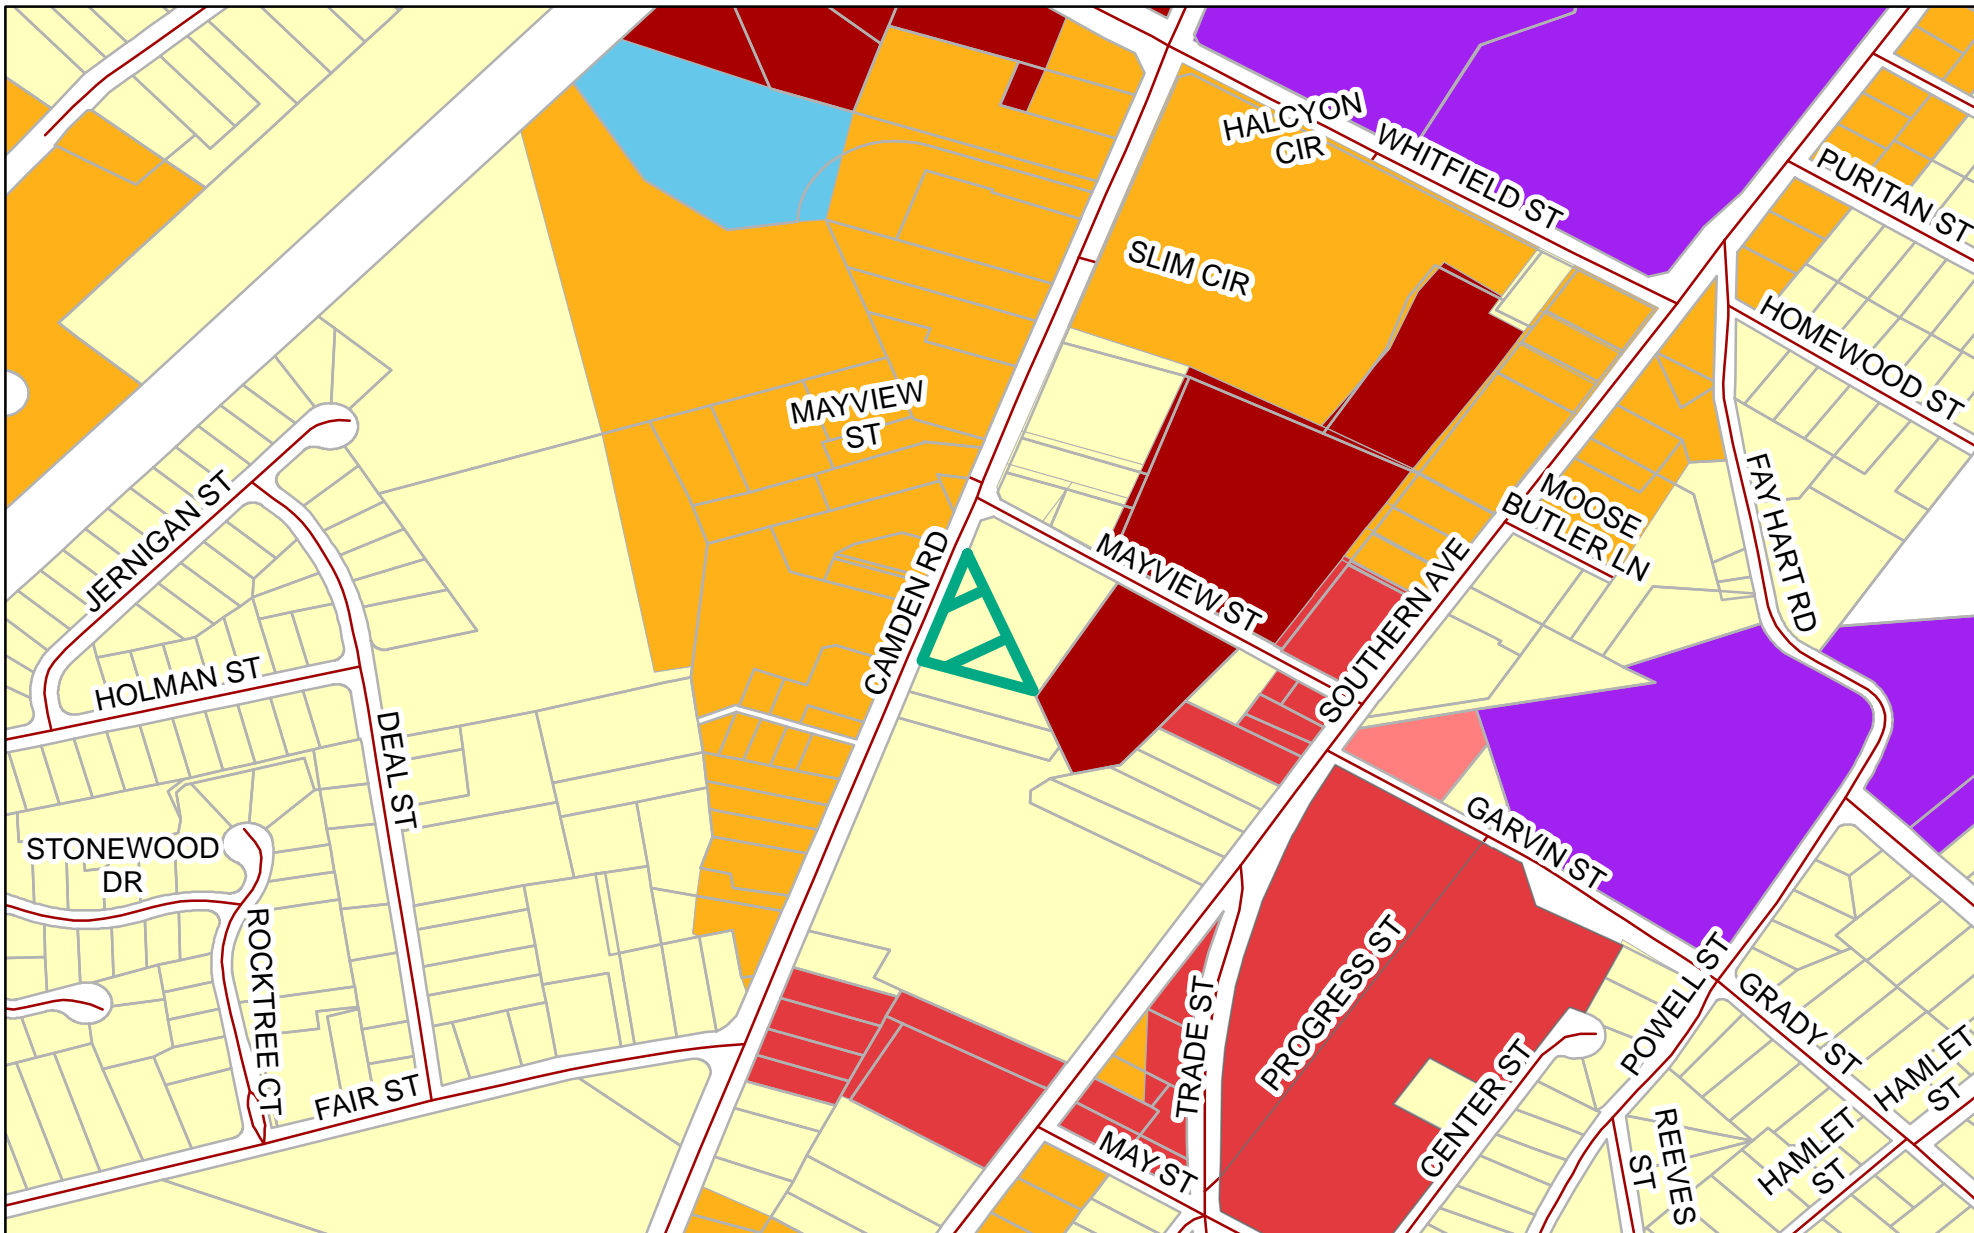 HALCYON
CIR
WHITFIELD ST
PURITAN ST
SLIM CIR
HOMEWOOD ST
MAYVIEW
ST
JERNIGAN ST
MOOSE
BUTLER LN
FAY HART RD
CAMDEN RD
MAYVIEW ST
SOUTHERN AVE
HOLMAN ST
DEAL ST
STONEWOOD
DR
GARVIN ST
ROCKTREE CT
PROGRESS ST
TRADE ST
POWELL ST
GRADY ST
HAMLET
ST
FAIR ST
CENTER ST
MAY ST
REEVES
ST
HAMLET
ST